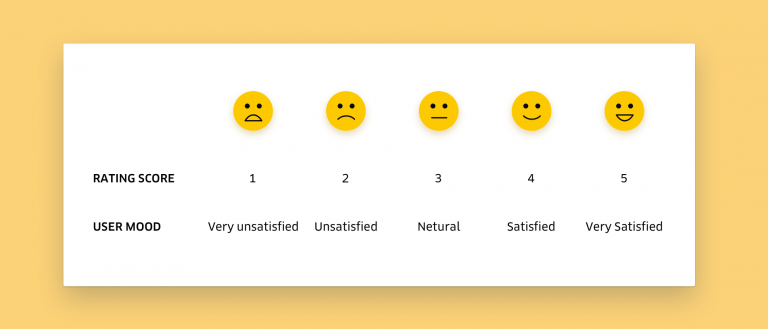 RATING SCORE 1 2 3 4 5
USER MOOD Very unsatisfied Unsatisfied Netural Satisfied Very Satisfied